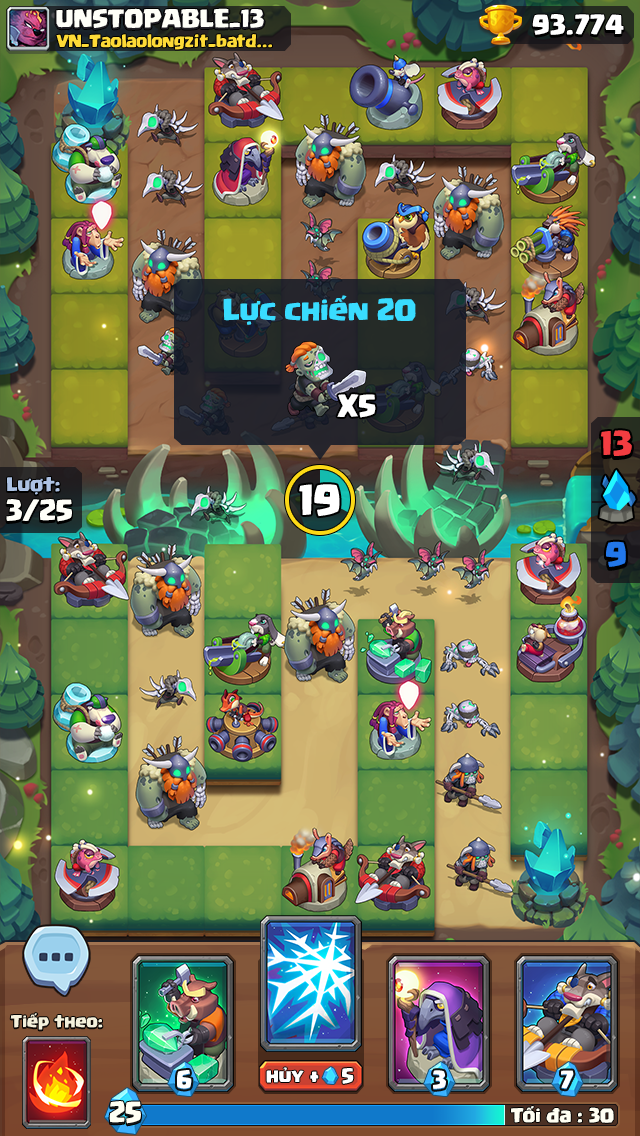 UNSTOPABLE_13
VN_Taolaolongzit_batd...
93.774
Lực chiến 20
X5
13
Lượt:
3/25
19
9
Tiếp theo:
6
HỦY + 5
3
7
25
Tối đa : 30